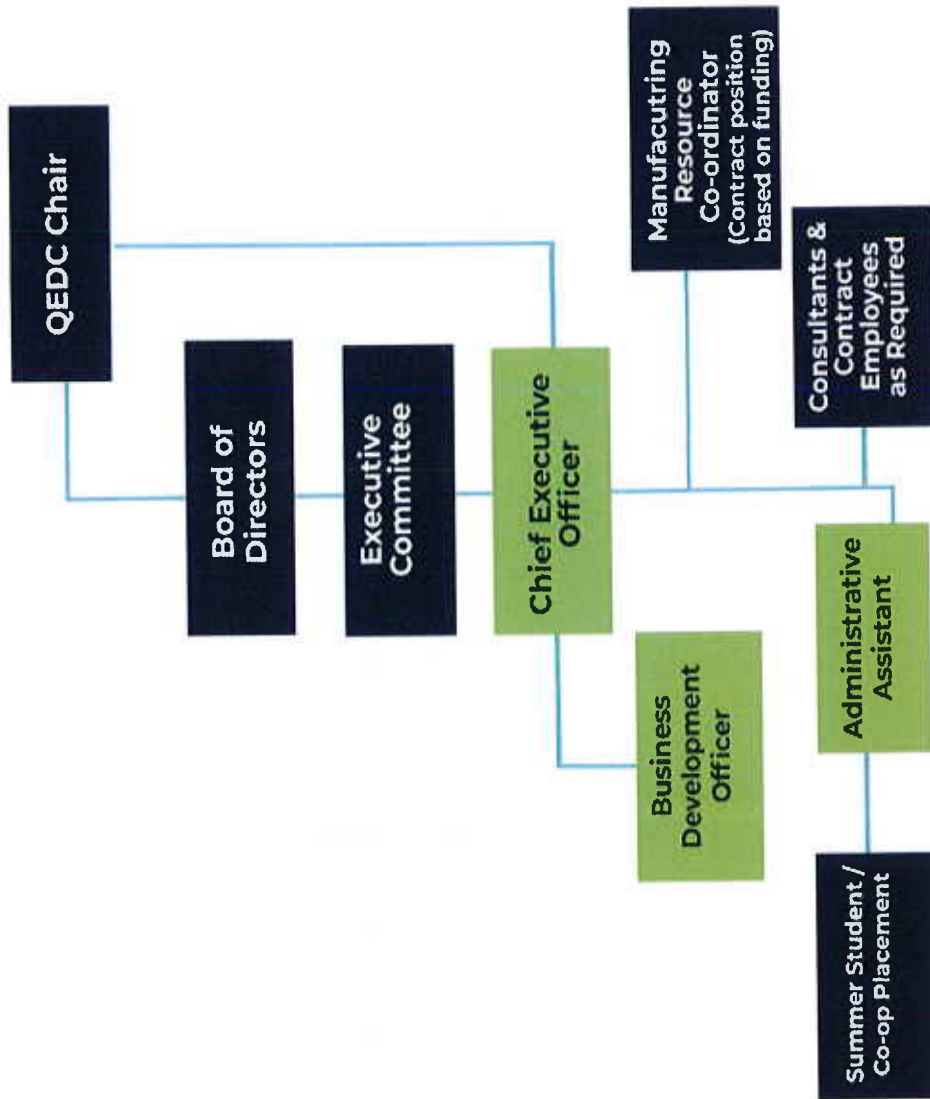 QEDC Chair
Board of
Directors
Executive
Committee
Chief Executive
Officer
Business
Development
Officer
Manufacutring
Resource
Co-ordinator
(Contract position
based on funding)
Consultants &
Contract
Employees
as Required
Administrative
Assistant
Summer Student /
Co-op Placement